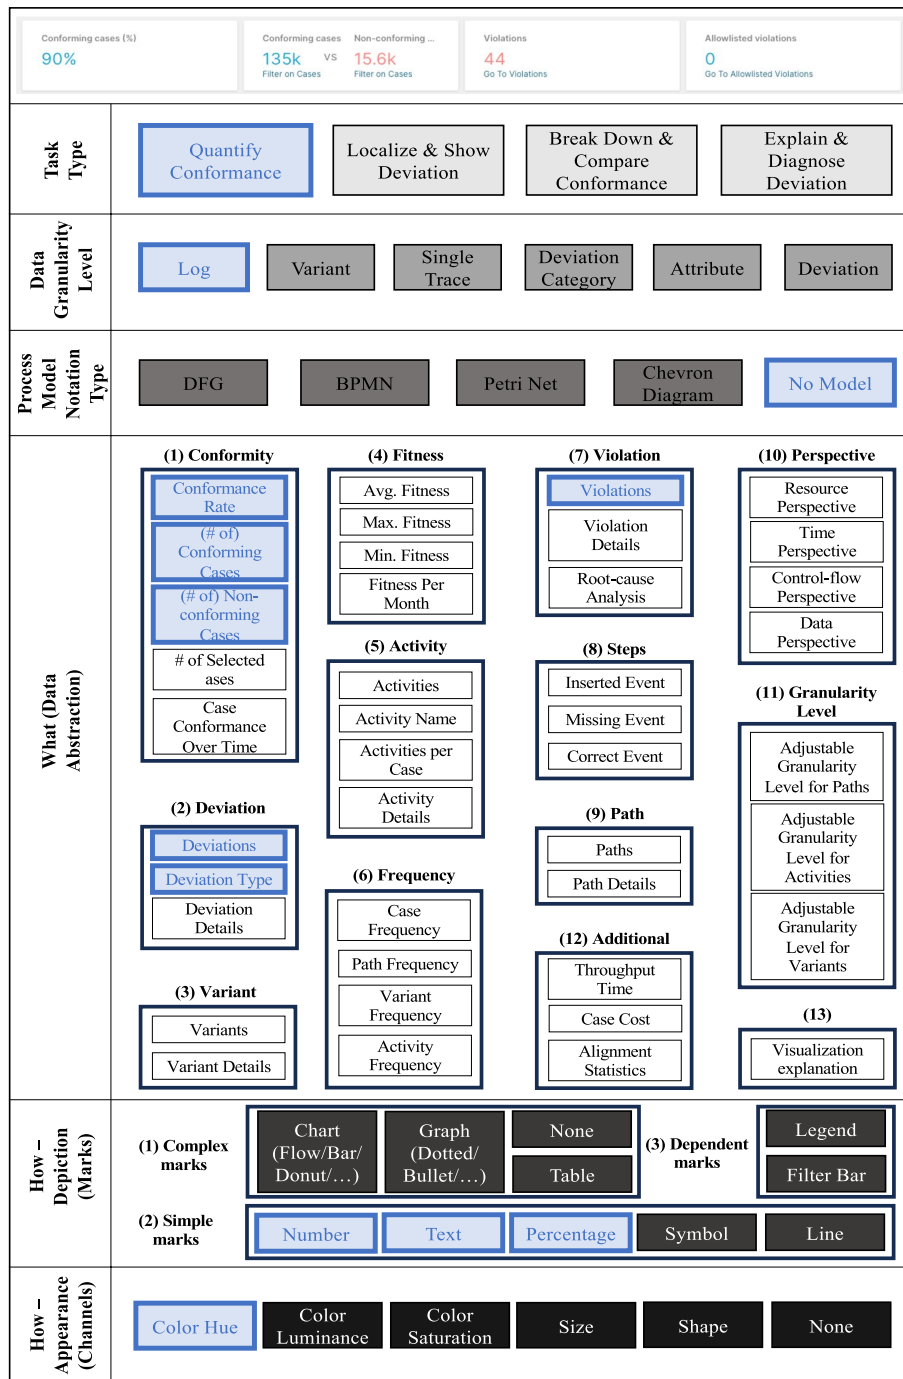 Conforming cases (%)
90%
Conforming cases
Non-conforming ...
135k
VS
15.6k
Filter on Cases
Filter on Cases
Violations
44
Go To Violations
Allowlisted violations
0
Go To Allowlisted Violations
Task
Type
Quantify
Conformance
Localize & Show
Deviation
Break Down &
Compare
Conformance
Explain &
Diagnose
Deviation
Data
Granularity
Level
Log
Variant
Single
Trace
Deviation
Category
Attribute
Deviation
Process
Model
Notation
Type
DFG
BPMN
Petri Net
Chevron
Diagram
No Model
What (Data
Abstraction)
(1) Conformity
Conformance
Rate
(# of)
Conforming
Cases
(# of) Non-
conforming
Cases
# of Selected
ases
Case
Conformance
Over Time
(2) Deviation
Deviations
Deviation Type
Deviation
Details
(3) Variant
Variants
Variant Details
(4) Fitness
Avg. Fitness
Max. Fitness
Min. Fitness
Fitness Per
Month
(5) Activity
Activities
Activity Name
Activities per
Case
Activity
Details
(6) Frequency
Case
Frequency
Path Frequency
Variant
Frequency
Activity
Frequency
(7) Violation
Violations
Violation
Details
Root-cause
Analysis
(8) Steps
Inserted Event
Missing Event
Correct Event
(9) Path
Paths
Path Details
(12) Additional
Throughput
Time
Case Cost
Alignment
Statistics
(10) Perspective
Resource
Perspective
Time
Perspective
Control-flow
Perspective
Data
Perspective
(11) Granularity
Level
Adjustable
Granularity
Level for Paths
Adjustable
Granularity
Level for
Activities
Adjustable
Granularity
Level for
Variants
(13)
Visualization
explanation
How –
Depiction
(Marks)
(1) Complex
marks
Chart
(Flow/Bar/
Donut/…)
Graph
(Dotted/
Bullet/…)
None
Table
(3) Dependent
marks
Legend
Filter Bar
(2) Simple
marks
Number
Text
Percentage
Symbol
Line
How –
Appearance
(Channels)
Color Hue
Color
Luminance
Color
Saturation
Size
Shape
None